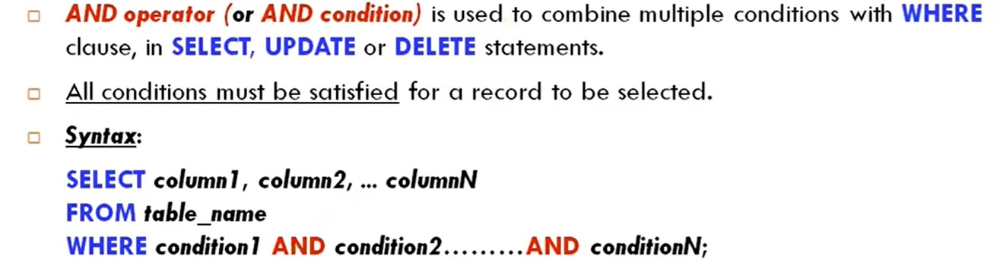 AND operator (or AND condition) is used to combine multiple conditions with WHERE
clause, in SELECT, UPDATE or DELETE statements.
All conditions must be satisfied for a record to be selected.
Syntax:
SELECT column1, column2, ... columnN
FROM table_name
WHERE condition1 AND condition2.........AND conditionN;